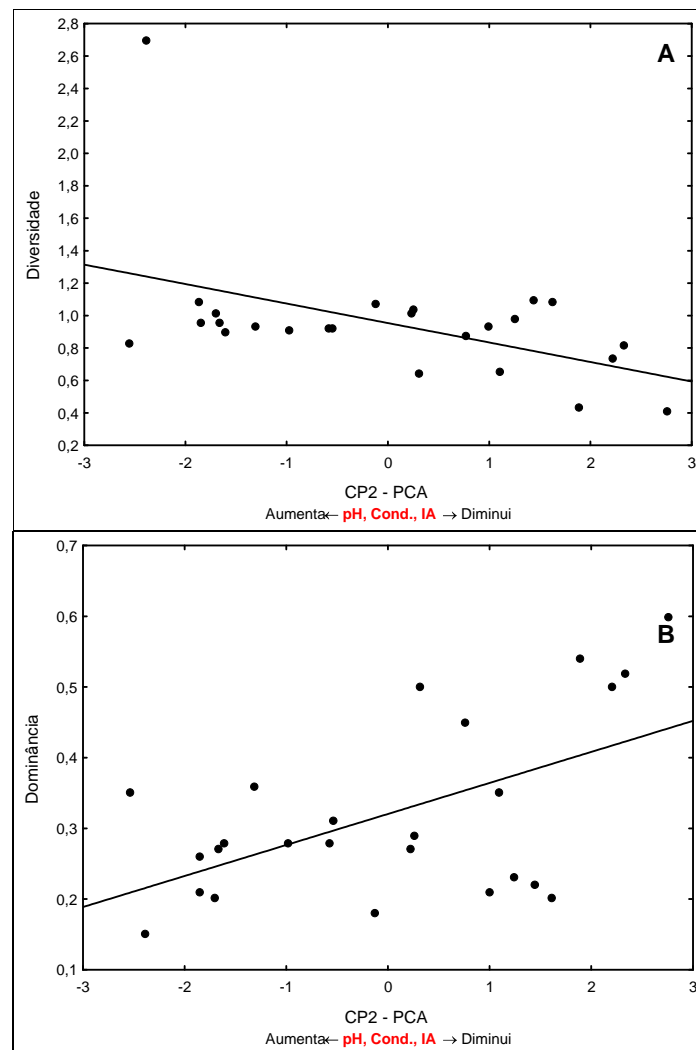 A
Diversidade
2,8
2,6
2,4
2,2
2,0
1,8
1,6
1,4
1,2
1,0
0,8
0,6
0,4
0,2
-3 -2 -1 0 1 2 3
CP2 - PCA
Aumenta← pH, Cond., IA → Diminui
B
Dominância
0,7
0,6
0,5
0,4
0,3
0,2
0,1
-3 -2 -1 0 1 2 3
CP2 - PCA
Aumenta← pH, Cond., IA → Diminui